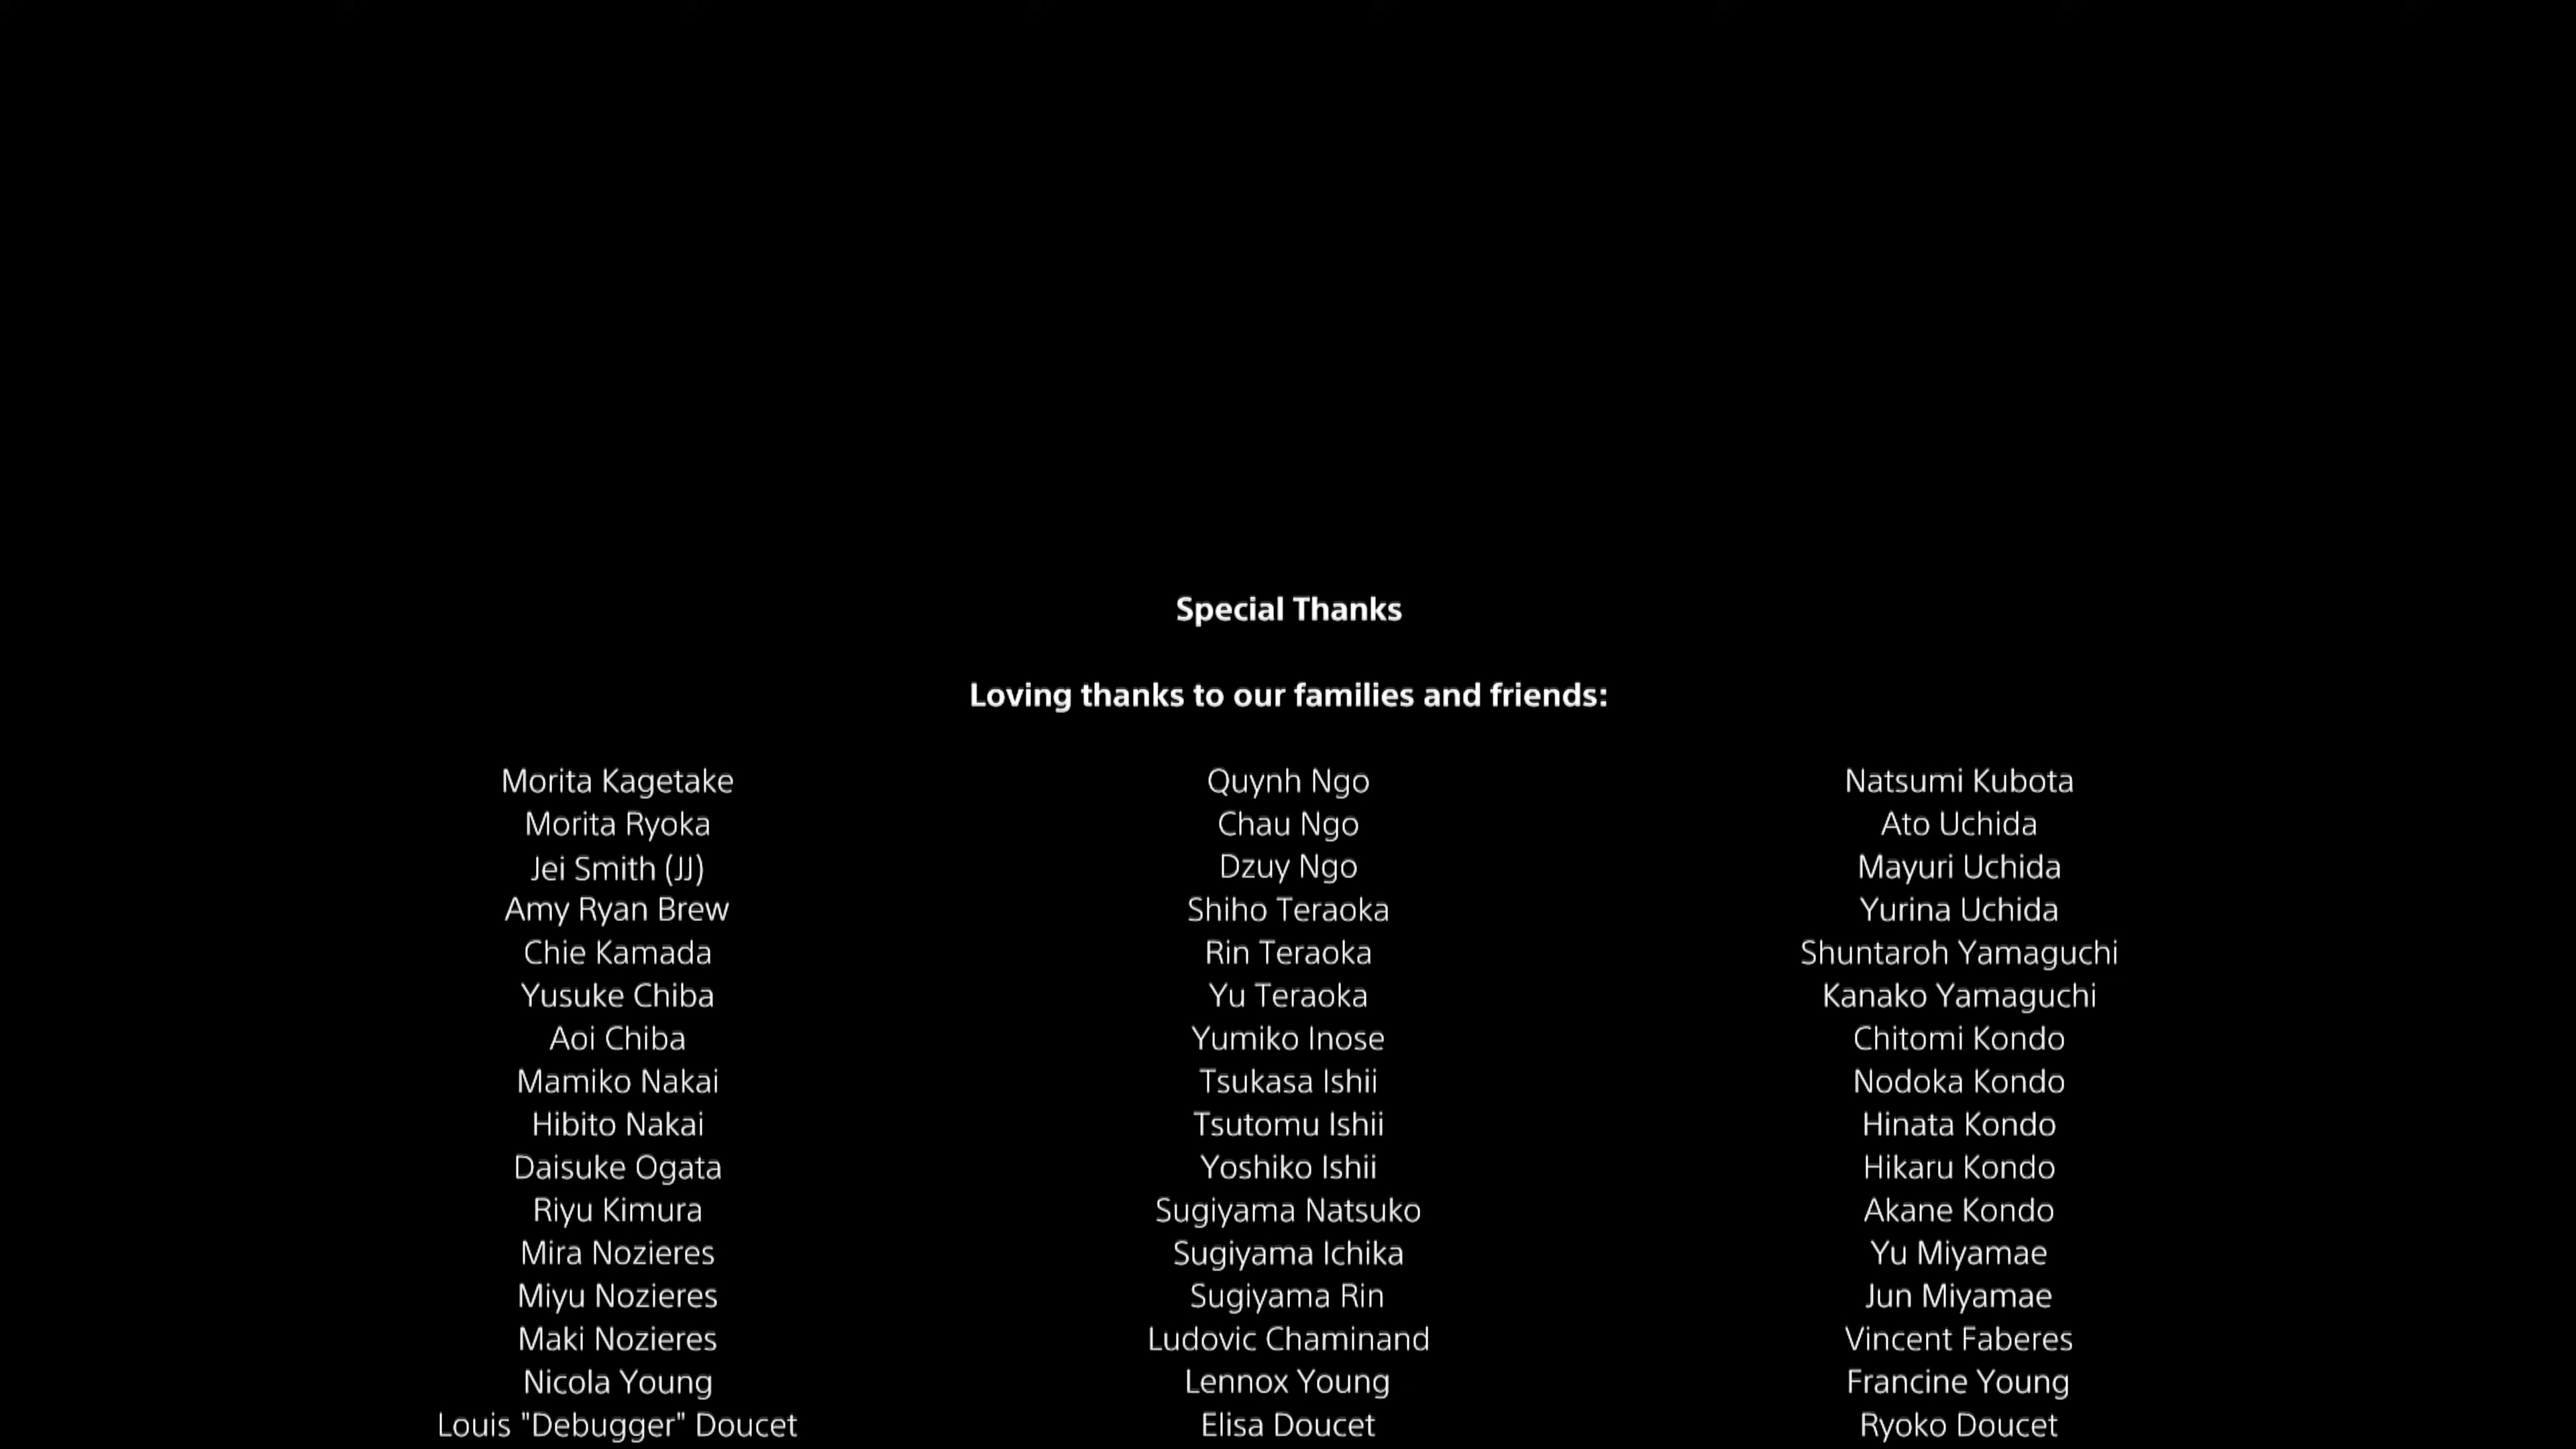 Special Thanks
Loving thanks to our families and friends:
Morita Kagetake
Morita Ryoka
Jei Smith (JJ)
Amy Ryan Brew
Chie Kamada
Yusuke Chiba
Aoi Chiba
Mamiko Nakai
Hibito Nakai
Daisuke Ogata
Riyu Kimura
Mira Nozieres
Miyu Nozieres
Maki Nozieres
Nicola Young
Louis "Debugger" Doucet
Quynh Ngo
Chau Ngo
Dzuy Ngo
Shiho Teraoka
Rin Teraoka
Yu Teraoka
Yumiko Inose
Tsukasa Ishii
Tsutomu Ishii
Yoshiko Ishii
Sugiyama Natsuko
Sugiyama Ichika
Sugiyama Rin
Ludovic Chaminand
Lennox Young
Elisa Doucet
Natsumi Kubota
Ato Uchida
Mayuri Uchida
Yurina Uchida
Shuntaroh Yamaguchi
Kanako Yamaguchi
Chitomi Kondo
Nodoka Kondo
Hinata Kondo
Hikaru Kondo
Akane Kondo
Yu Miyamae
Jun Miyamae
Vincent Faberes
Francine Young
Ryoko Doucet